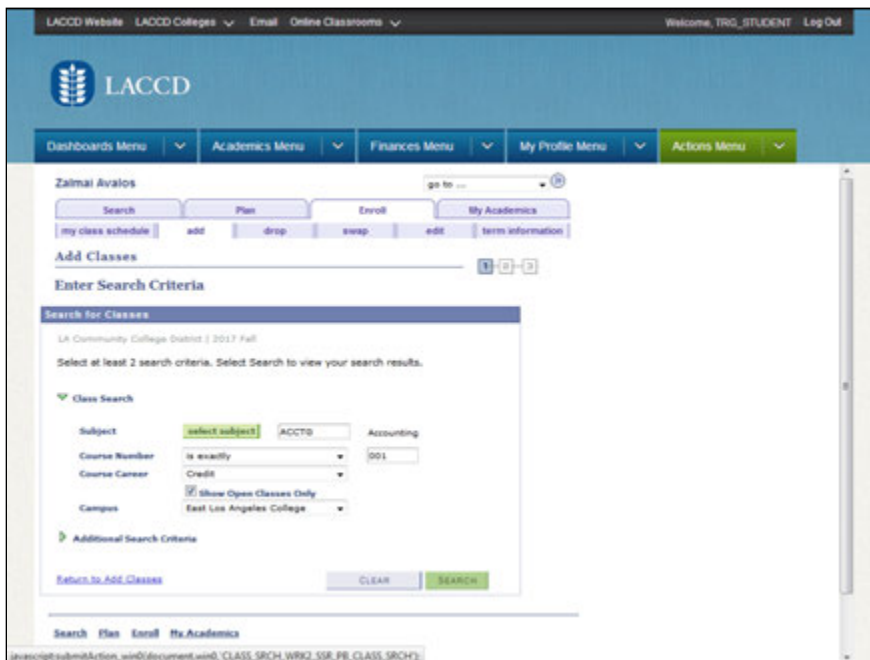 LACCD Website LACCD Colleges Email Online Classrooms Welcome, TRG_STUDENT Log Out
LACCD
Dashboards Menu Academics Menu Finances Menu My Profile Menu Actions Menu
Zalmai Avalos go to ...
Search Plan Enroll My Academics
my class schedule add drop swap edit term information
Add Classes 1 2 3
Enter Search Criteria
Search for Classes
LA Community College District | 2017 Fall
Select at least 2 search criteria. Select Search to view your search results.
Class Search
Subject select subject ACCTG Accounting
Course Number is exactly 001
Course Career Credit
Show Open Classes Only
Campus East Los Angeles College
Additional Search Criteria
Return to Add Classes CLEAR SEARCH
Search Plan Enroll My Academics
javascript:submitAction_win0(document.win0,'CLASS_SRCH_WRK2_SSR_PB_CLASS_SRCH');